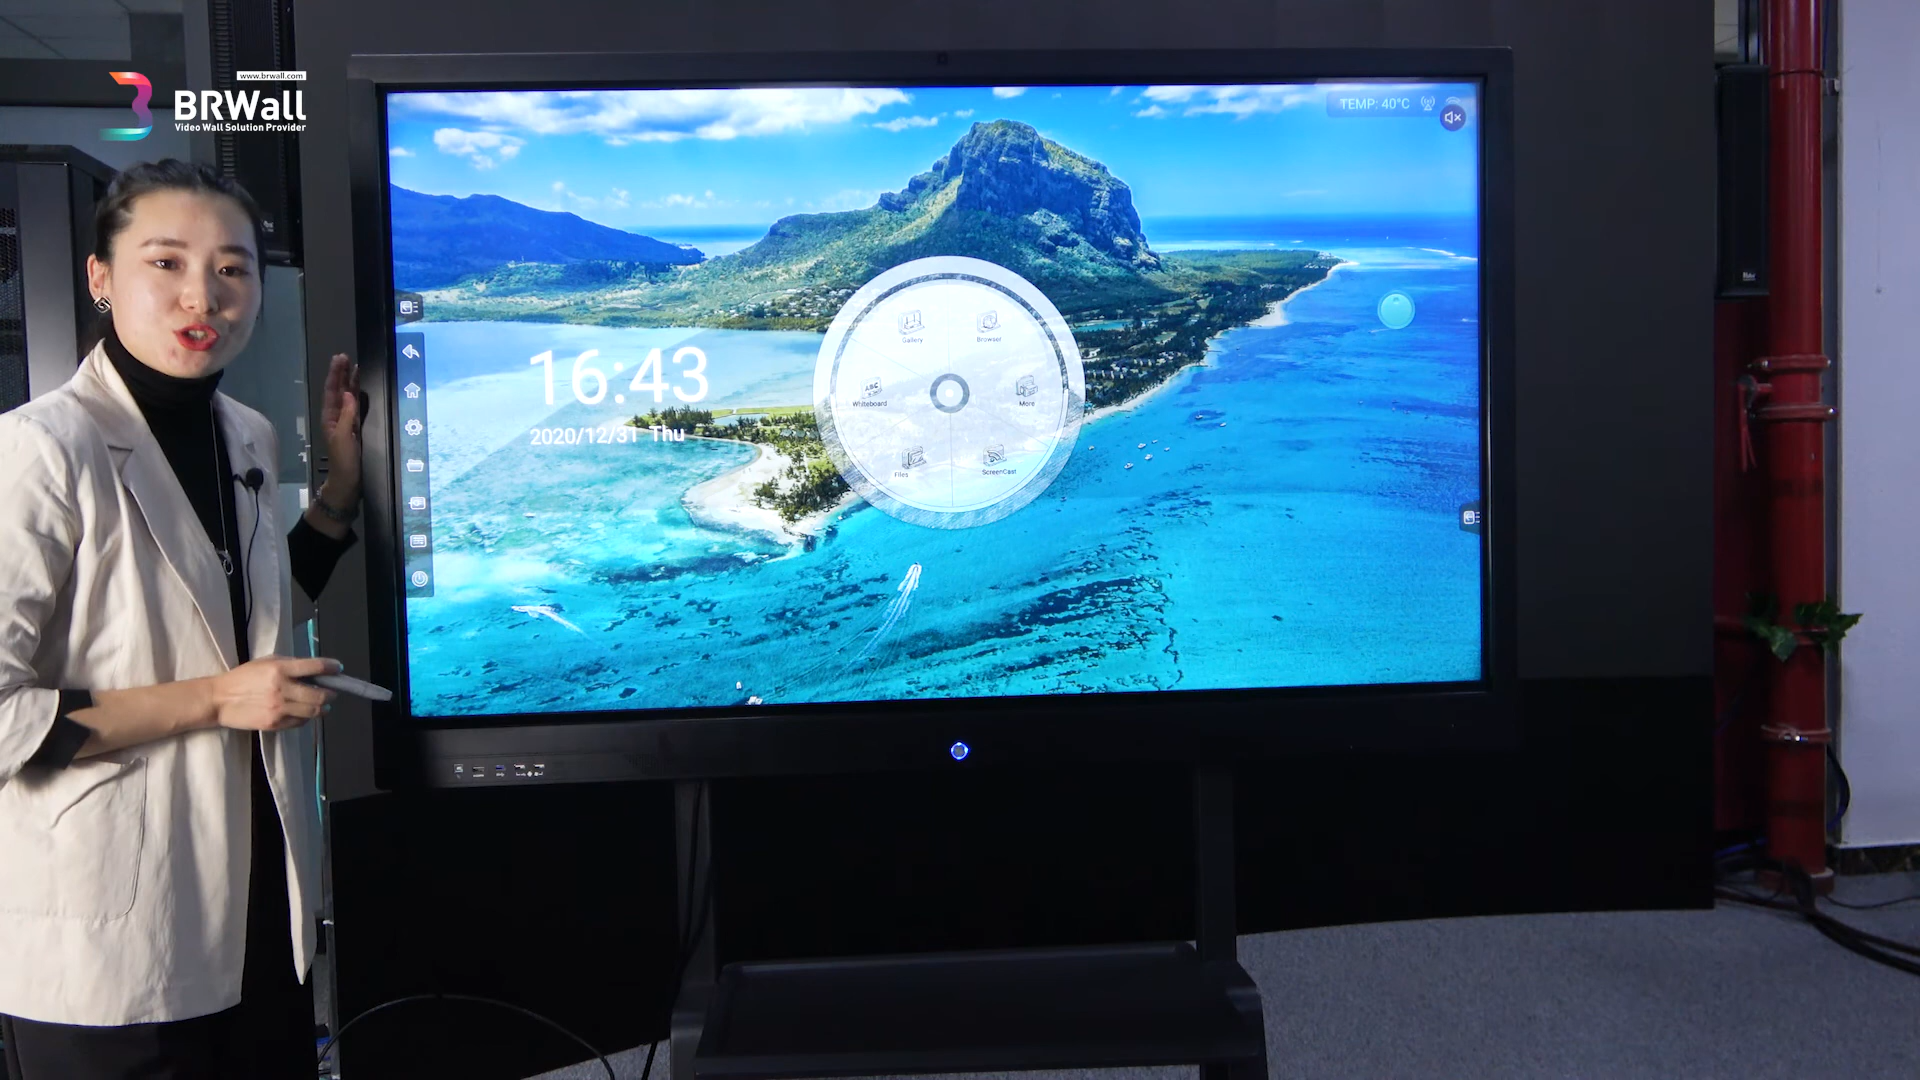 www.brwall.com
BRWall
Video Wall Solution Provider
TEMP: 40°C
16:43
2020/12/31 Thu
Gallery
Browser
ABC
Whiteboard
More
Files
ScreenCast